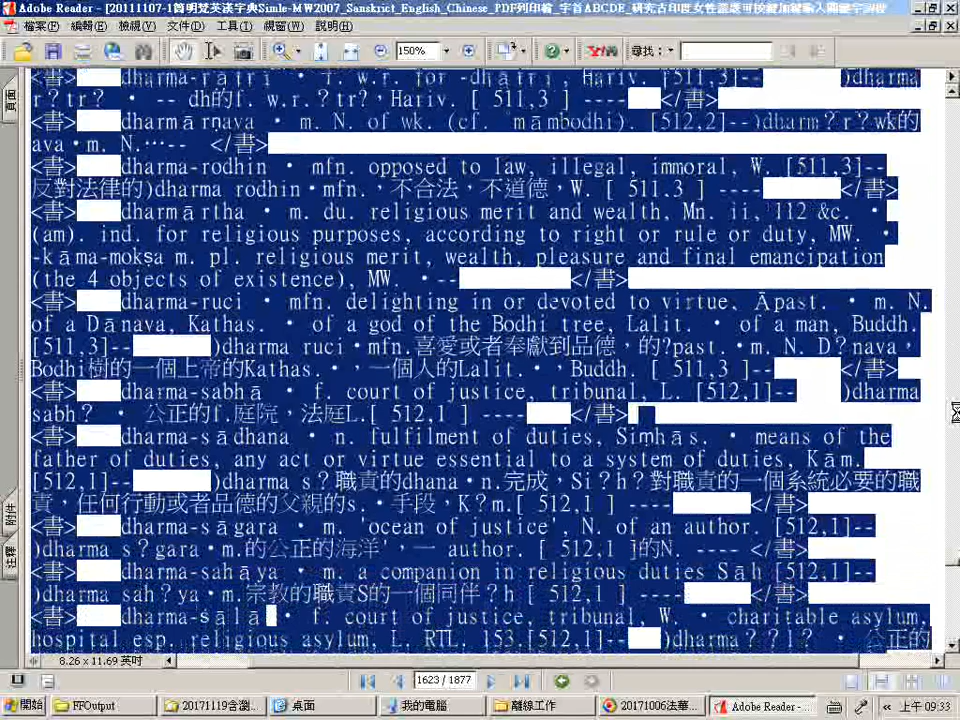 Adobe Reader - [20111107-1簡明梵英漢字典Simle-MW2007_Sanskrict_English_Chinese_PDF列印輸_字首ABCDE_研究古印度女性
檔案(F) 編輯(E) 檢視(V) 文件(D) 工具(T) 視窗(W) 說明(H)
150% 尋找：
頁面
<書> dharma-rātri · f. w.r. for -dhātri, Hariv. [511,3]-- )dharma
r?tr? · -- dh的f. w.r.?tr?,Hariv. [ 511,3 ] ---- </書>
<書> dharmārṇava · m. N. of wk. (cf. °māmbodhi). [512,2]--)dharm?r?wk的
ava·m. N.…-- </書>
<書> dharma-rodhin · mfn. opposed to law, illegal, immoral, W. [511,3]--
反對法律的)dharma rodhin·mfn.，不合法，不道德，W. [ 511.3 ] ---- </書>
<書> dharmārtha · m. du. religious merit and wealth, Mn. ii, 112 &c. ·
(am). ind. for religious purposes, according to right or rule or duty, MW. ·
-kāma-mokṣa m. pl. religious merit, wealth, pleasure and final emancipation
(the 4 objects of existence), MW. ·-- </書>
<書> dharma-ruci · mfn. delighting in or devoted to virtue, Āpast. · m. N.
of a Dānava, Kathas. · of a god of the Bodhi tree, Lalit. · of a man, Buddh.
[511,3]-- )dharma ruci·mfn.喜愛或者奉獻到品德，的?past.·m. N. D?nava，
Bodhi樹的一個上帝的Kathas.·，一個人的Lalit.·，Buddh. [ 511,3 ]-- </書>
<書> dharma-sabhā · f. court of justice, tribunal, L. [512,1]-- )dharma
sabh? · 公正的f.庭院，法庭L.[ 512,1 ] ---- </書>
<書> dharma-sādhana · n. fulfilment of duties, Siṃhās. · means of the
father of duties, any act or virtue essential to a system of duties, Kām.
[512,1]-- )dharma s?職責的dhana·n.完成，Si?h?對職責的一個系統必要的職
責，任何行動或者品德的父親的s.·手段，K?m.[ 512,1 ] ---- </書>
<書> dharma-sāgara · m. 'ocean of justice', N. of an author. [512,1]--
)dharma s?gara·m.的公正的海洋'，一 author. [ 512,1 ]的N. ---- </書>
<書> dharma-sahāya · m. a companion in religious duties Sāh [512,1]--
)dharma sah?ya·m.宗教的職責S的一個同伴?h [ 512,1 ] ---- </書>
<書> dharma-śālā · f. court of justice, tribunal, W. · charitable asylum,
hospital esp. religious asylum, L. RTL. 153.[512,1]-- )dharma??l? · 公正的
附件
註釋
8.26 x 11.69 英吋
1623 / 1877
開始 FFOutput 20171119含瀏... 桌面 我的電腦 離線工作 20171006法華... Adobe Reader - [... 上午 09:33